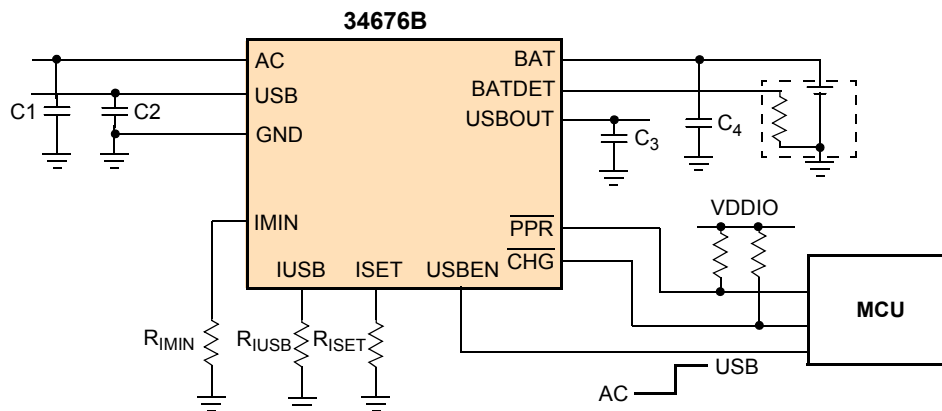 34676B
AC
BAT
BATDET
USB
C1
C2
USBOUT
GND
C3
C4
IMIN
PPR
VDDIO
CHG
IUSB
ISET
USBEN
MCU
RIMIN
RIUSB
RISET
USB
AC